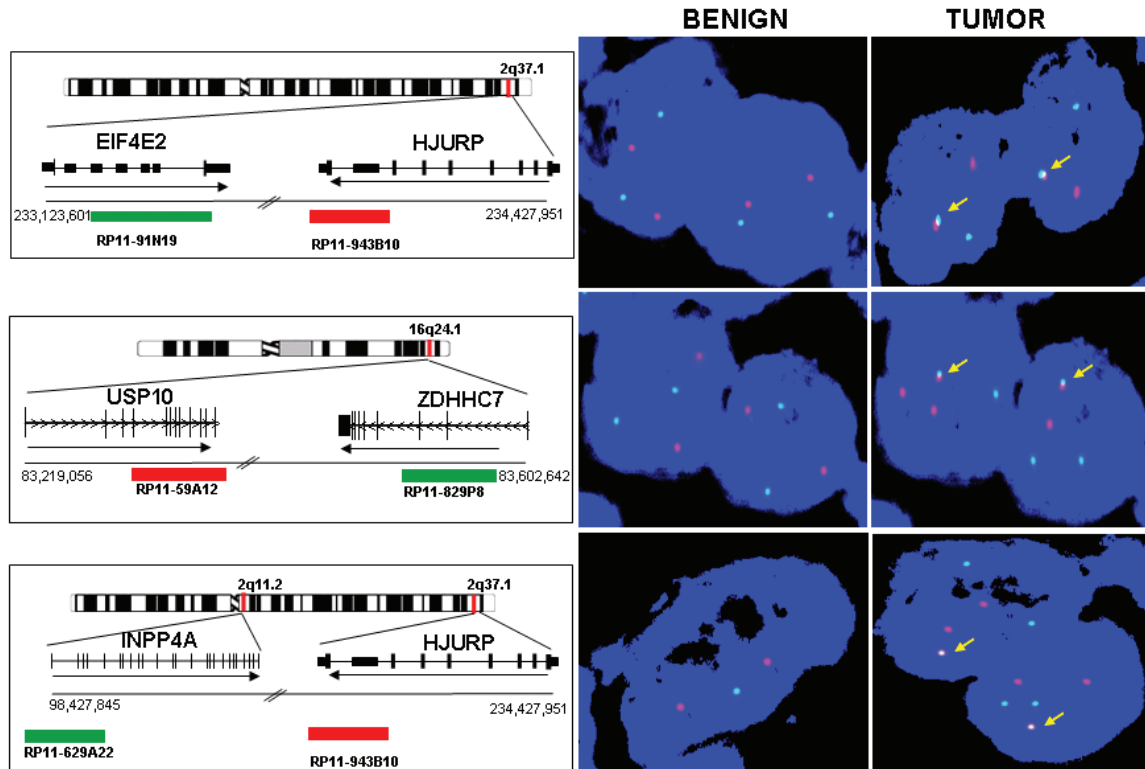 BENIGN TUMOR
2q37.1
EIF4E2 HJURP
233,123,601 234,427,951
RP11-91N19 RP11-943B10
16q24.1
USP10 ZDHHC7
83,219,056 83,602,642
RP11-59A12 RP11-829P8
2q11.2 2q37.1
INPP4A HJURP
98,427,845 234,427,951
RP11-629A22 RP11-943B10